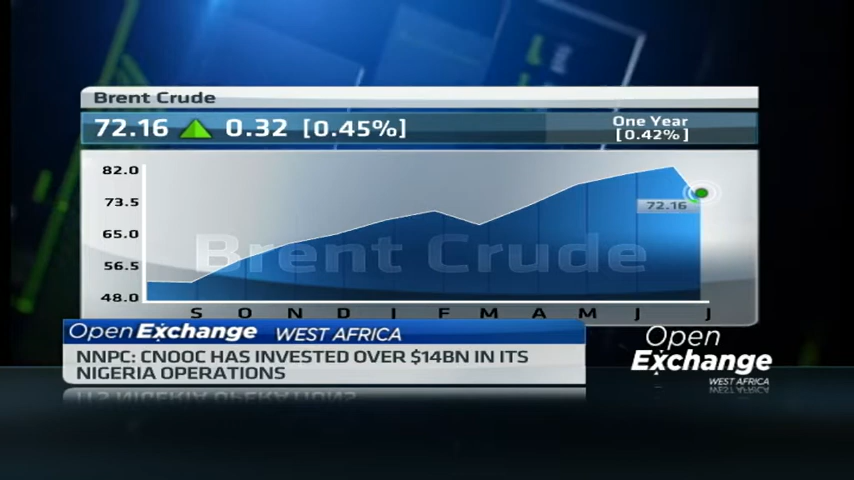 Brent Crude
72.16 0.32 [0.45%]
One Year
[0.42%]
82.0
73.5
65.0
56.5
48.0
72.16
Brent Crude
S O N D J F M A M J J
Open Exchange WEST AFRICA
NNPC: CNOOC HAS INVESTED OVER $14BN IN ITS
NIGERIA OPERATIONS
Open
Exchange
WEST AFRICA